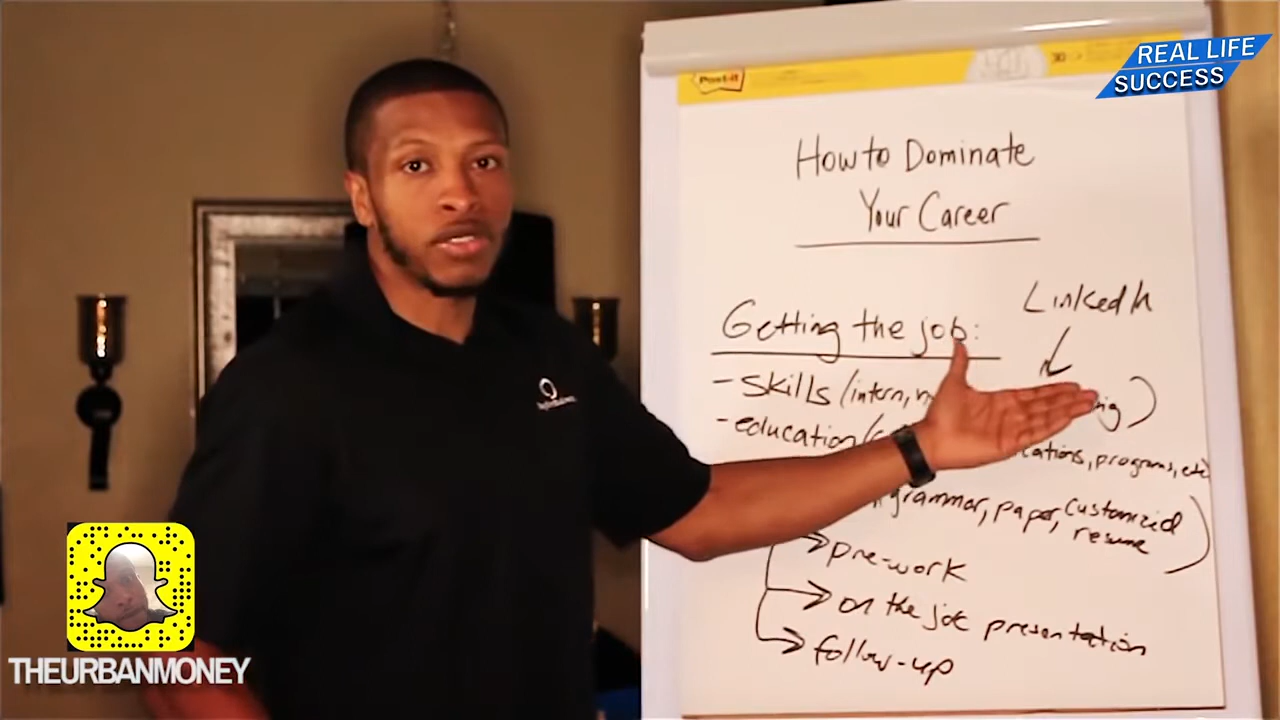 REAL LIFE
SUCCESS
Post-it
How to Dominate
Your Career
LinkedIn
Getting the job:
- Skills (intern,
- education
programs, etc
grammar, paper, customized
resume
pre-work
on the job presentation
follow-up
THEURBANMONEY